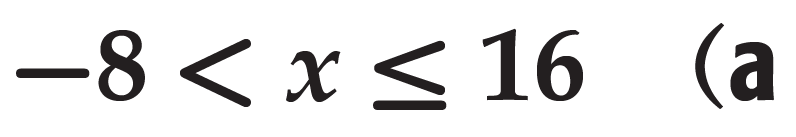 −8 < x ≤ 16 (a